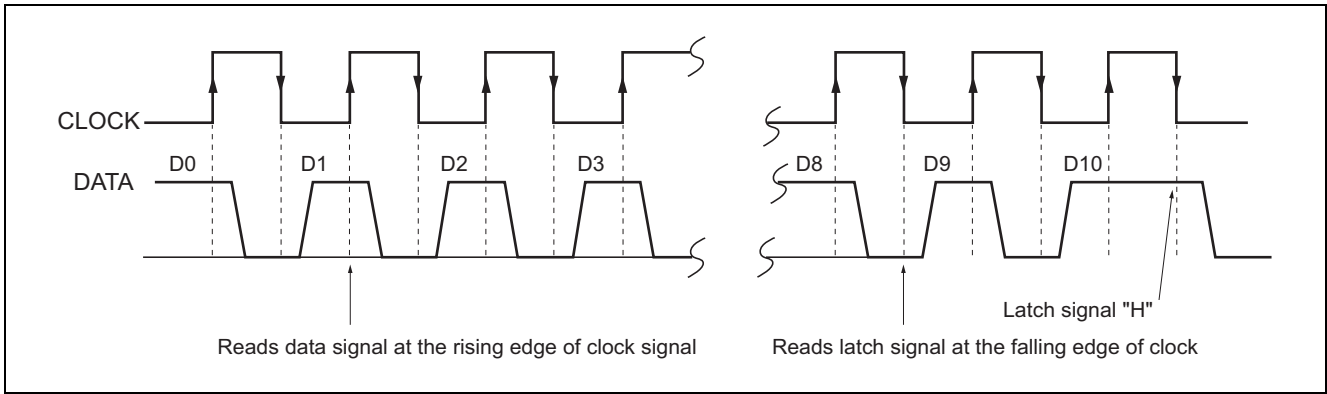 CLOCK
D0 D1 D2 D3 D8 D9 D10
DATA
Latch signal "H"
Reads data signal at the rising edge of clock signal
Reads latch signal at the falling edge of clock